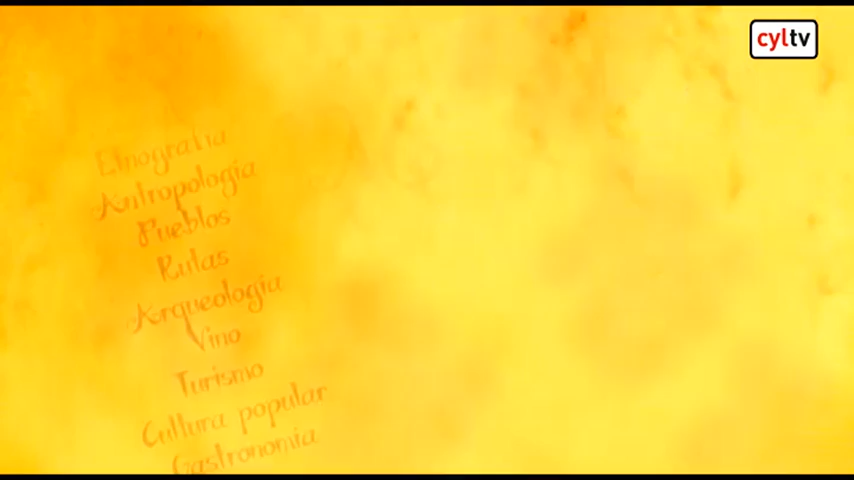 cyltv
Etnografía
Antropología
Pueblos
Rutas
Arqueología
Vino
Turismo
Cultura popular
Gastronomía